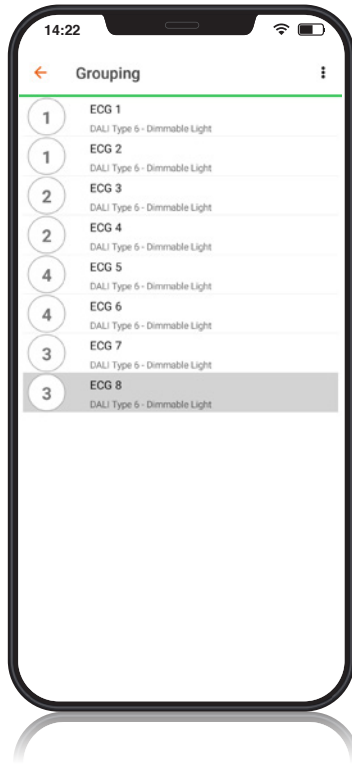 14:22
Grouping
1
ECG 1
DALI Type 6 - Dimmable Light
1
ECG 2
DALI Type 6 - Dimmable Light
2
ECG 3
DALI Type 6 - Dimmable Light
2
ECG 4
DALI Type 6 - Dimmable Light
4
ECG 5
DALI Type 6 - Dimmable Light
4
ECG 6
DALI Type 6 - Dimmable Light
3
ECG 7
DALI Type 6 - Dimmable Light
3
ECG 8
DALI Type 6 - Dimmable Light